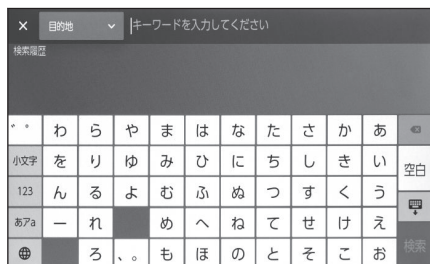 × 目的地 キーワードを入力してください
検索履歴
゛゜ わ ら や ま は な た さ か あ
小文字 を り ゆ み ひ に ち し き い 空白
123 ん る よ む ふ ぬ つ す く う
あアa ー れ め へ ね て せ け え
ろ 、。 も ほ の と そ こ お 検索